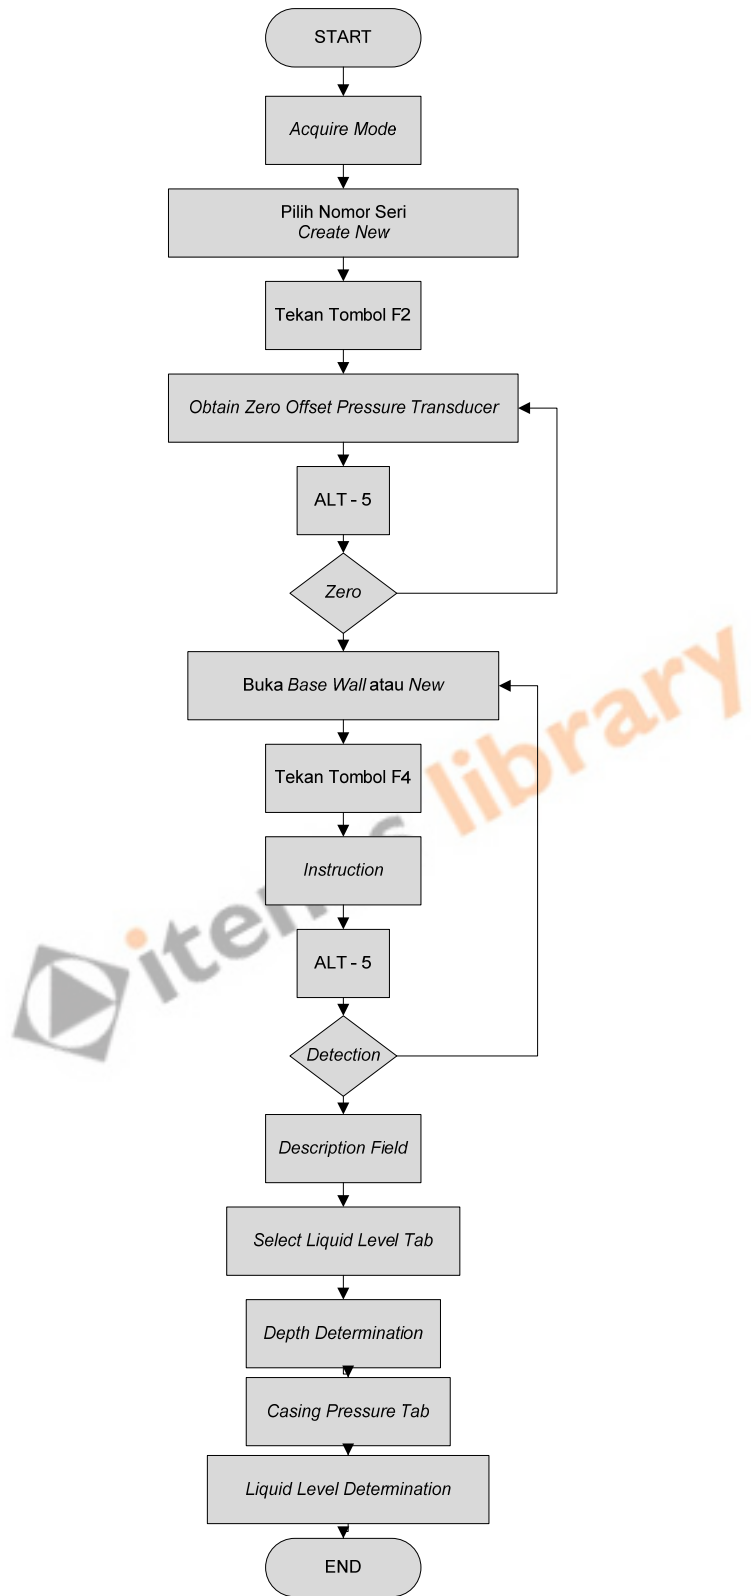 START
Acquire Mode
Pilih Nomor Seri
Create New
Tekan Tombol F2
Obtain Zero Offset Pressure Transducer
ALT - 5
Zero
Buka Base Wall atau New
Tekan Tombol F4
Instruction
ALT - 5
Detection
Description Field
Select Liquid Level Tab
Depth Determination
Casing Pressure Tab
Liquid Level Determination
END
library